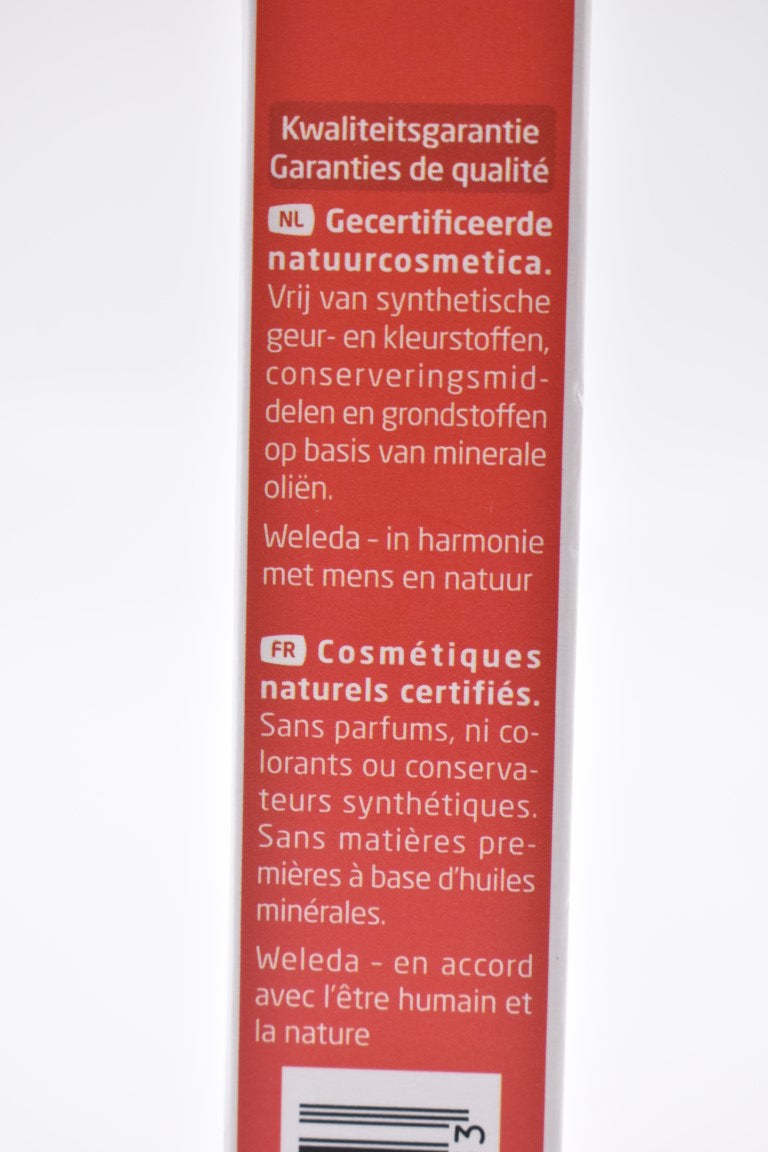 Kwaliteitsgarantie
Garanties de qualité
NL Gecertificeerde
natuurcosmetica.
Vrij van synthetische
geur- en kleurstoffen,
conserveringsmid-
delen en grondstoffen
op basis van minerale
oliën.
Weleda – in harmonie
met mens en natuur
FR Cosmétiques
naturels certifiés.
Sans parfums, ni co-
lorants ou conserva-
teurs synthétiques.
Sans matières pre-
mières à base d'huiles
minérales.
Weleda – en accord
avec l'être humain et
la nature
3